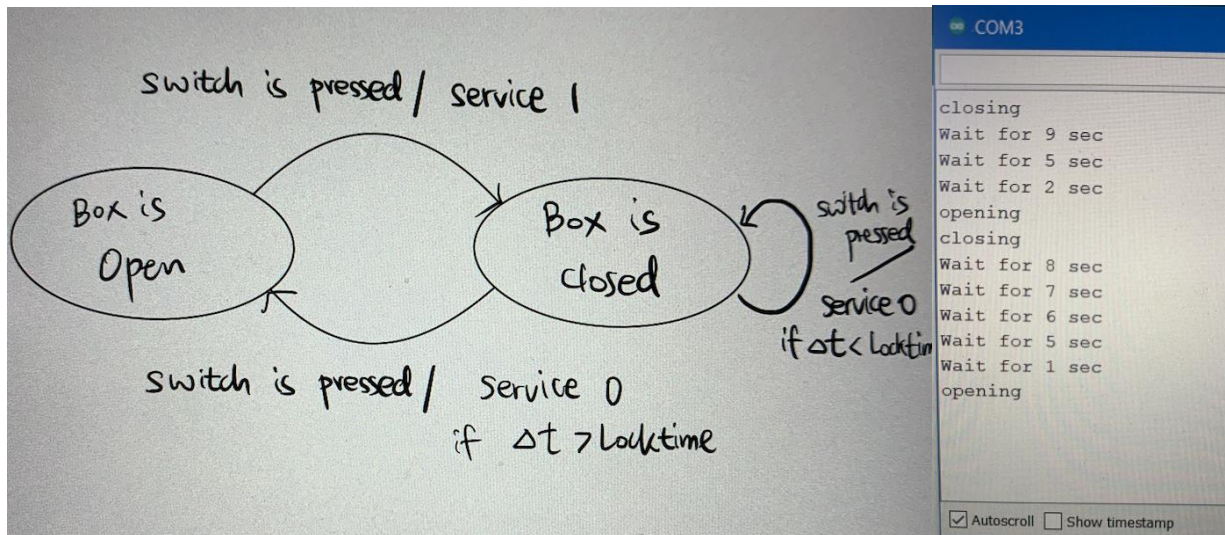 switch is pressed / service 1
Box is
Open
Box is
closed
switch is
pressed
service 0
if Δt < Locktim
switch is pressed / service 0
if Δt > Locktime
COM3
closing
Wait for 9 sec
Wait for 5 sec
Wait for 2 sec
opening
closing
Wait for 8 sec
Wait for 7 sec
Wait for 6 sec
Wait for 5 sec
Wait for 1 sec
opening
Autoscroll
Show timestamp